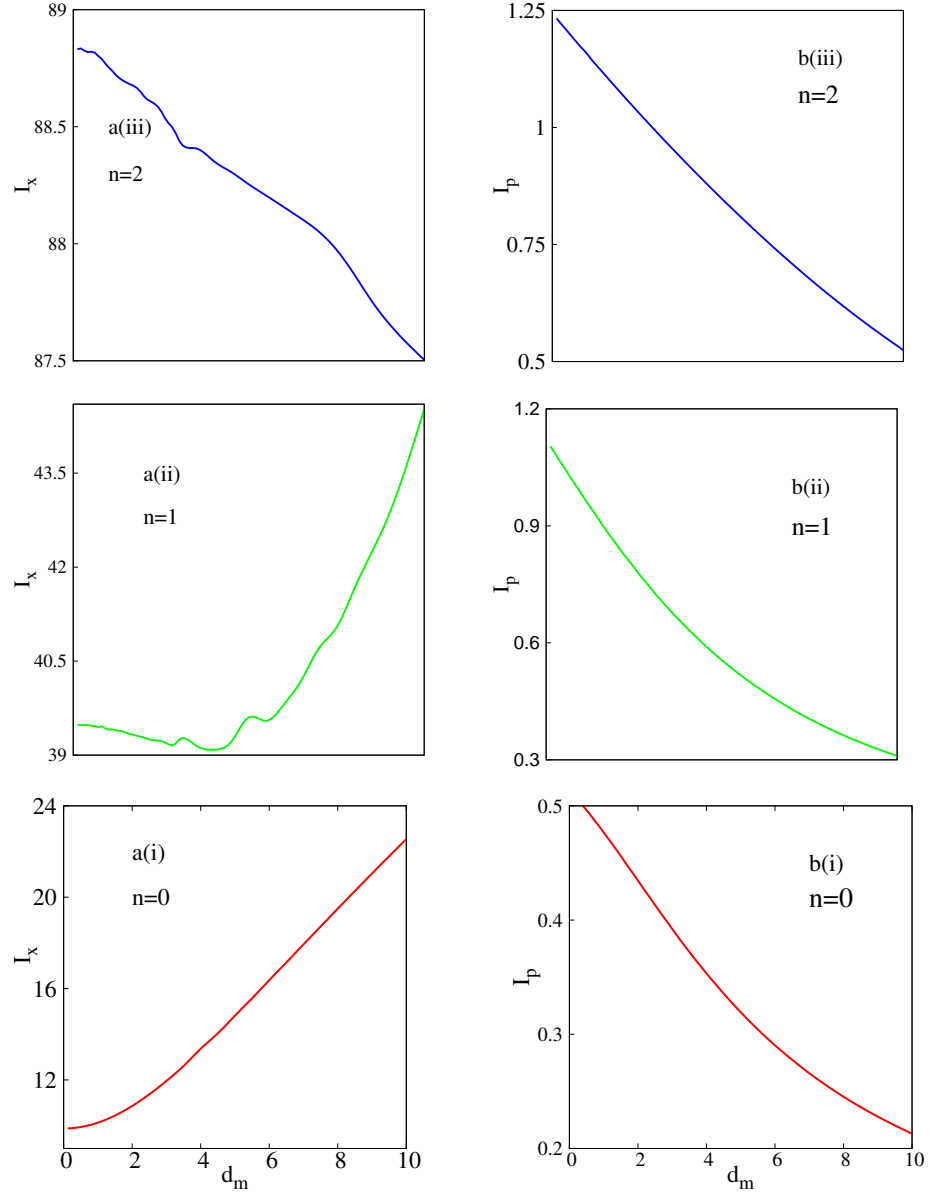 89
88.5
88
87.5
I_x
a(iii)
n=2
1.25
1
0.75
0.5
I_p
b(iii)
n=2
43.5
42
40.5
39
I_x
a(ii)
n=1
1.2
0.9
0.6
0.3
I_p
b(ii)
n=1
24
20
16
12
I_x
a(i)
n=0
0 2 4 6 8 10
d_m
0.5
0.4
0.3
0.2
I_p
b(i)
n=0
0 2 4 6 8 10
d_m